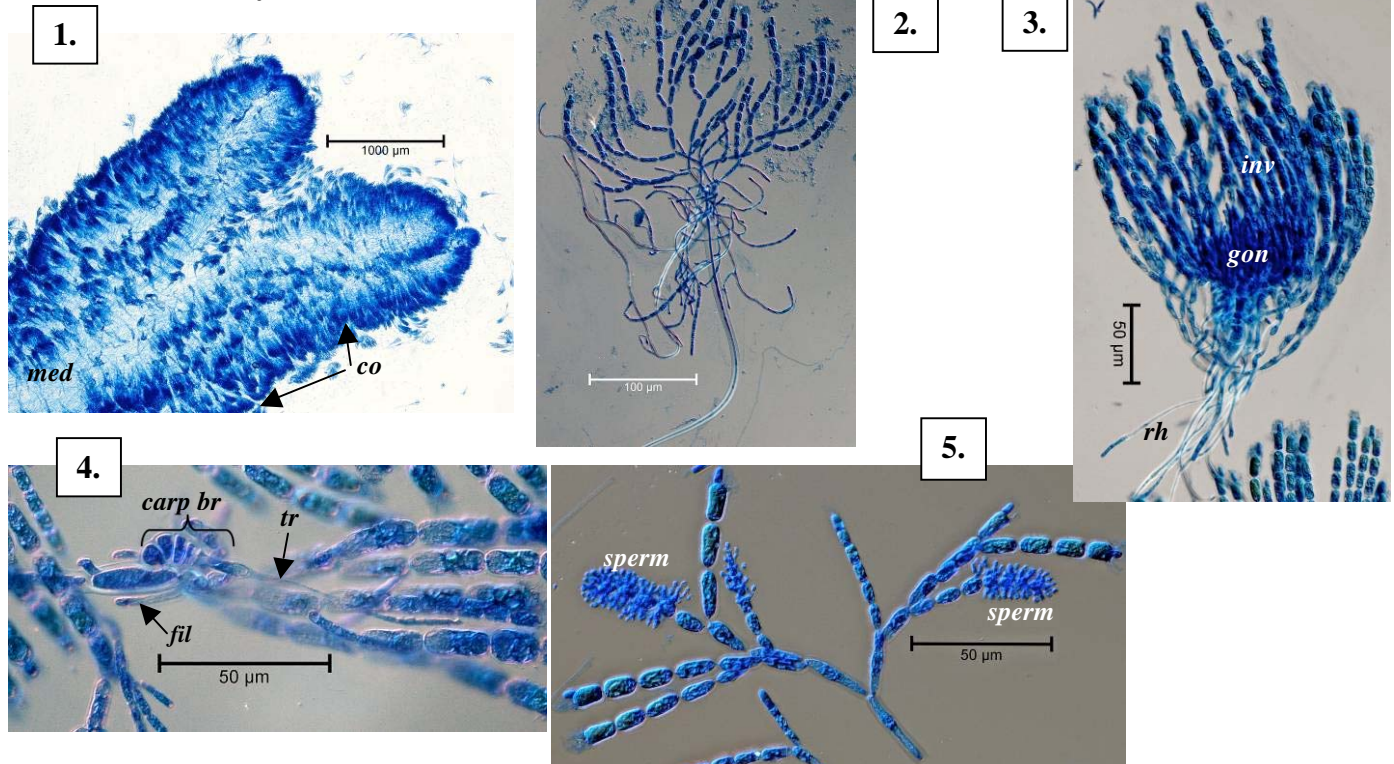 1.
2.
3.
1000 µm
inv
gon
co
med
50 µm
100 µm
rh
4.
5.
carp br
tr
sperm
fil
sperm
50 µm
50 µm